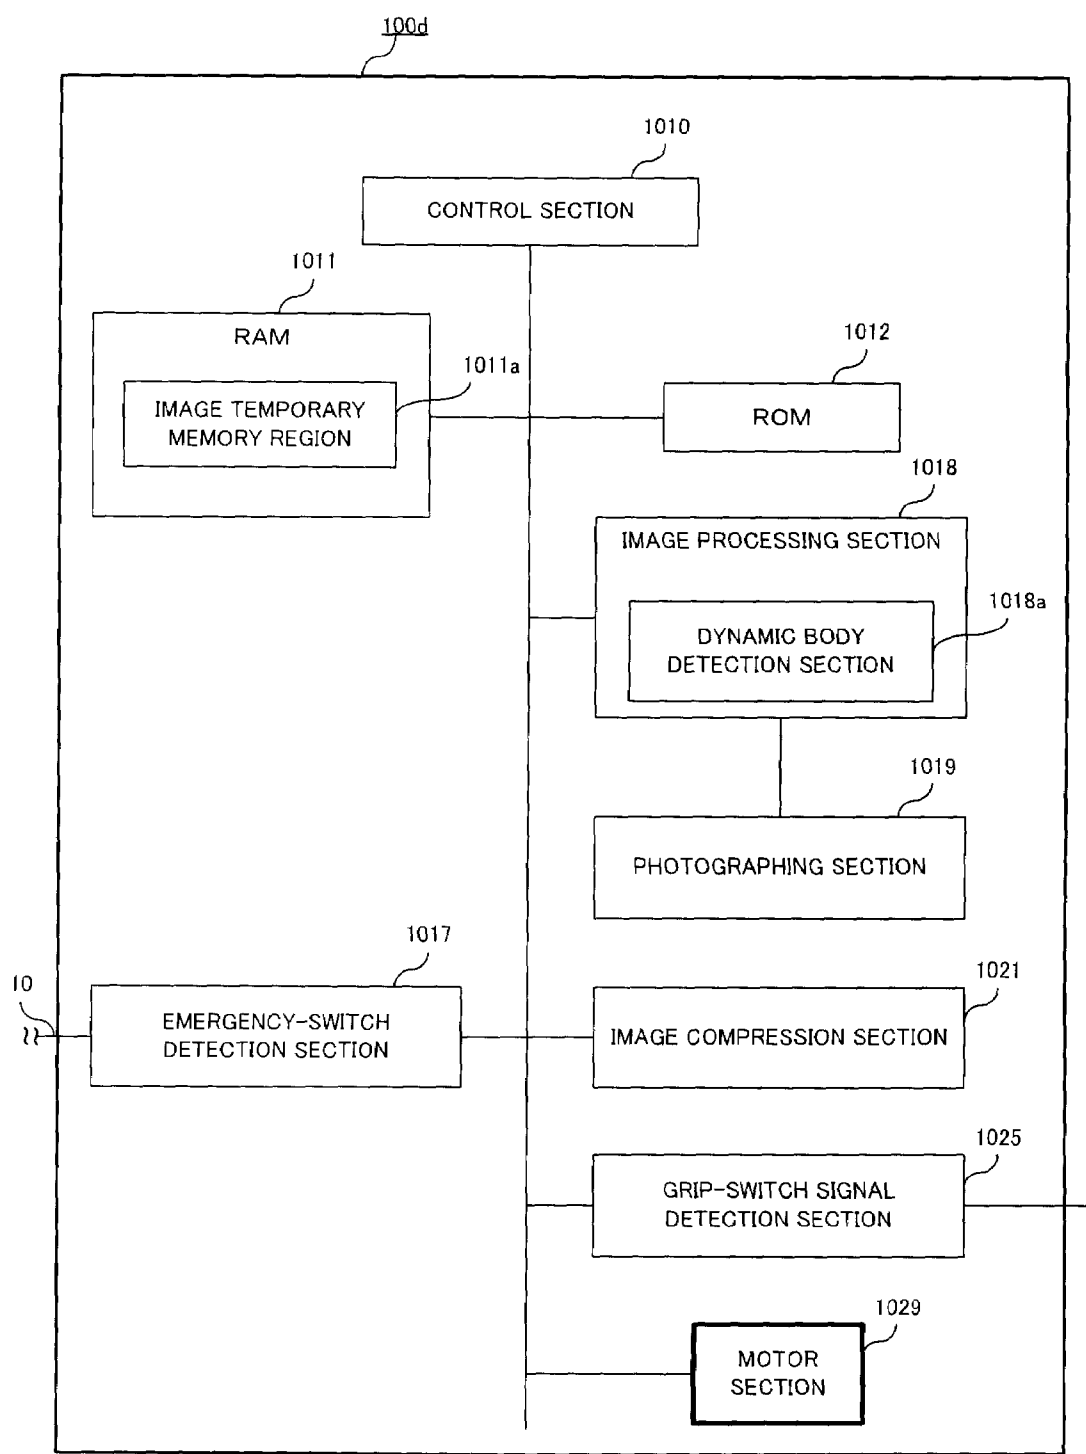 100d
1010
CONTROL SECTION
1011
RAM
1011a
IMAGE TEMPORARY
MEMORY REGION
1012
ROM
1018
IMAGE PROCESSING SECTION
1018a
DYNAMIC BODY
DETECTION SECTION
1019
PHOTOGRAPHING SECTION
10
1017
EMERGENCY-SWITCH
DETECTION SECTION
1021
IMAGE COMPRESSION SECTION
1025
GRIP-SWITCH SIGNAL
DETECTION SECTION
1029
MOTOR
SECTION